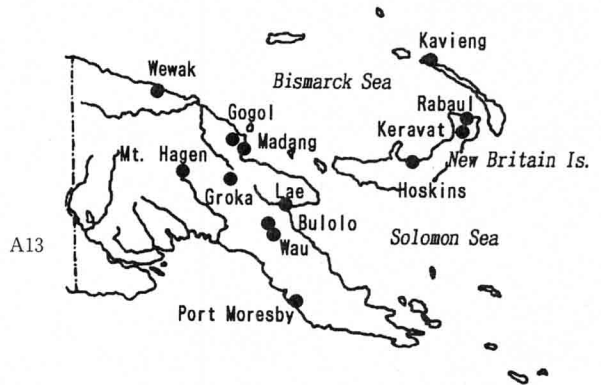 Kavieng
Wewak
Bismarck Sea
Rabaul
Gogol
Keravat
Madang
Mt. Hagen
New Britain Is.
Lae
Hoskins
Groka
Bulolo
A13
Solomon Sea
Wau
Port Moresby